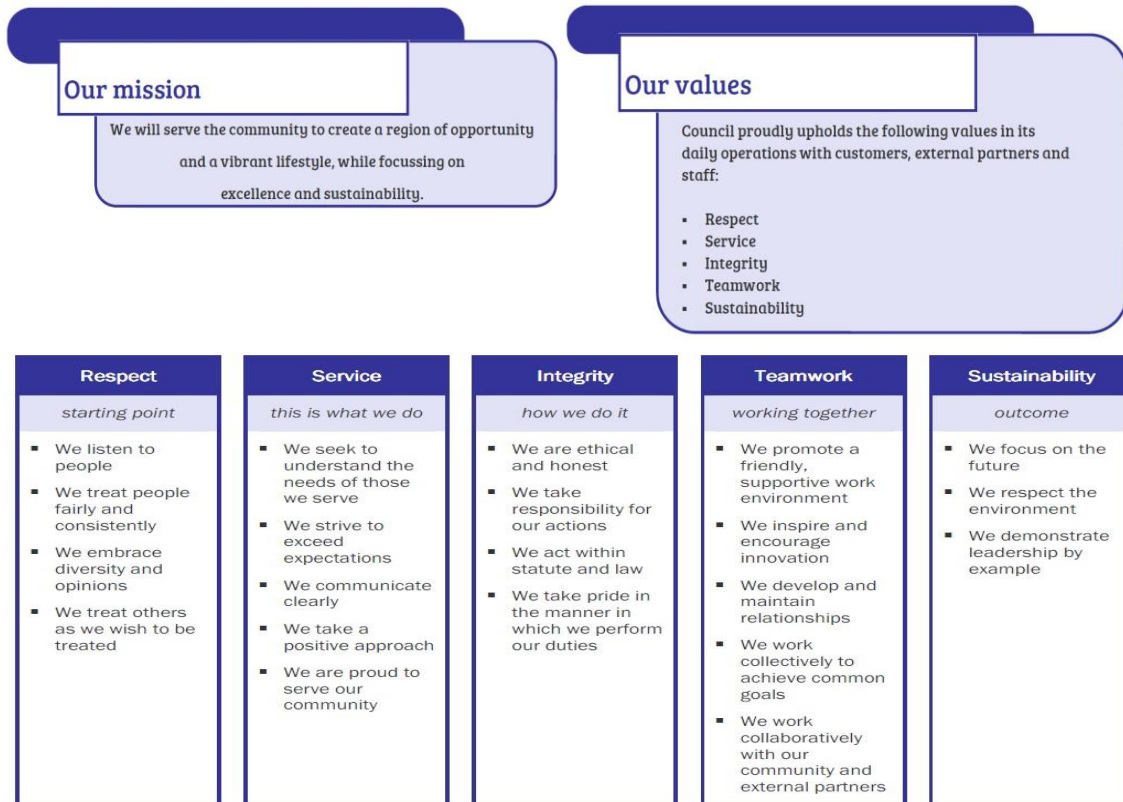 Our mission
We will serve the community to create a region of opportunity
and a vibrant lifestyle, while focussing on
excellence and sustainability.
Our values
Council proudly upholds the following values in its
daily operations with customers, external partners and
staff:
▪ Respect
▪ Service
▪ Integrity
▪ Teamwork
▪ Sustainability
Respect
starting point
▪ We listen to
people
▪ We treat people
fairly and
consistently
▪ We embrace
diversity and
opinions
▪ We treat others
as we wish to be
treated
Service
this is what we do
▪ We seek to
understand the
needs of those
we serve
▪ We strive to
exceed
expectations
▪ We communicate
clearly
▪ We take a
positive approach
▪ We are proud to
serve our
community
Integrity
how we do it
▪ We are ethical
and honest
▪ We take
responsibility for
our actions
▪ We act within
statute and law
▪ We take pride in
the manner in
which we perform
our duties
Teamwork
working together
▪ We promote a
friendly,
supportive work
environment
▪ We inspire and
encourage
innovation
▪ We develop and
maintain
relationships
▪ We work
collectively to
achieve common
goals
▪ We work
collaboratively
with our
community and
external partners
Sustainability
outcome
▪ We focus on the
future
▪ We respect the
environment
▪ We demonstrate
leadership by
example